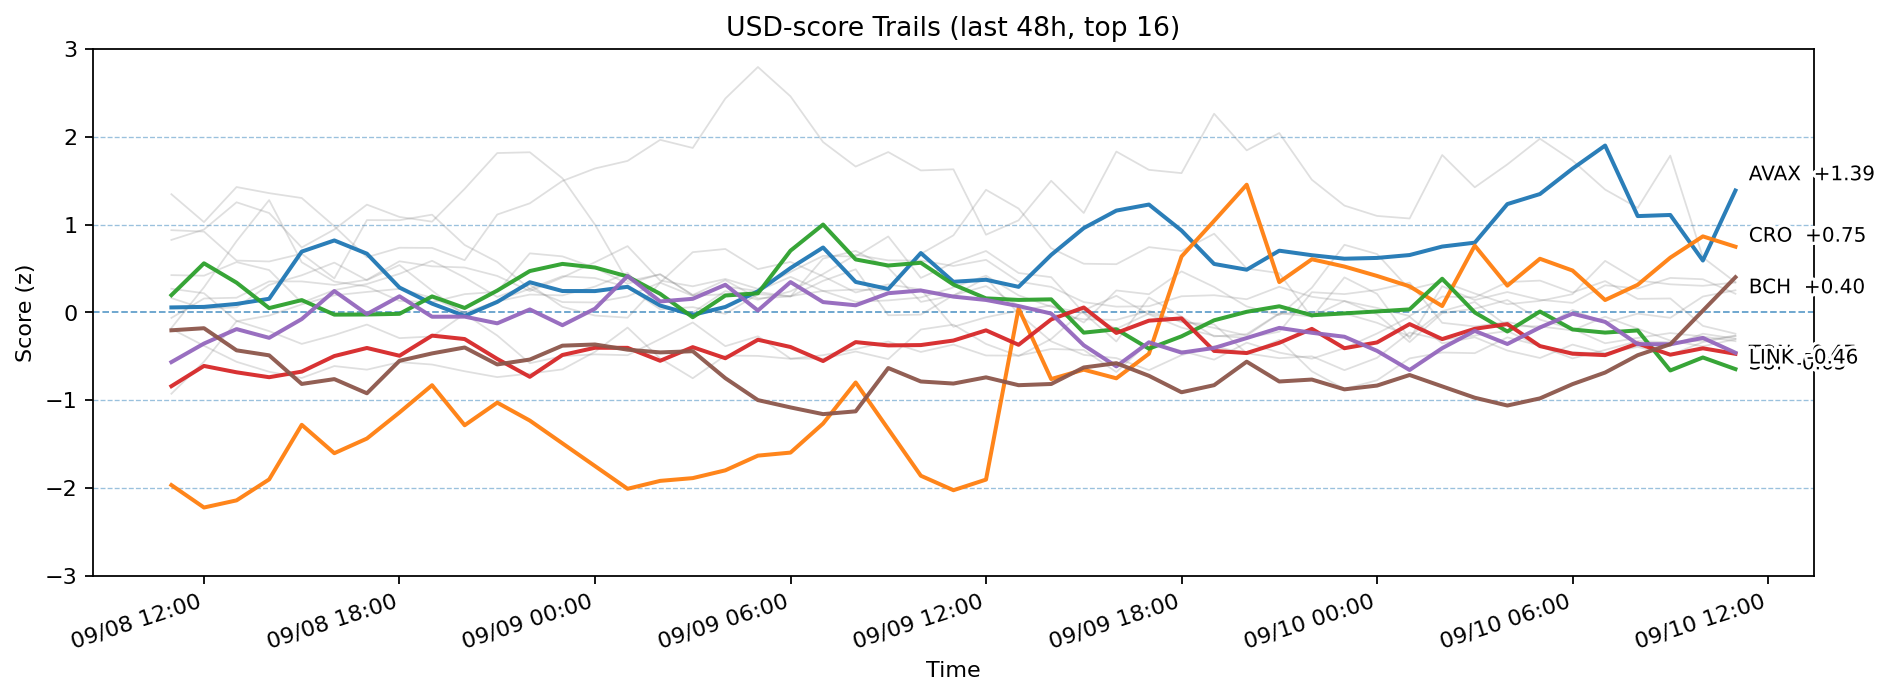 USD-score Trails (last 48h, top 16)
Score (z)
3
2
1
0
−1
−2
−3
AVAX +1.39
CRO +0.75
BCH +0.40
LINK -0.46
09/08 12:00
09/08 18:00
09/09 00:00
09/09 06:00
09/09 12:00
09/09 18:00
09/10 00:00
09/10 06:00
09/10 12:00
Time